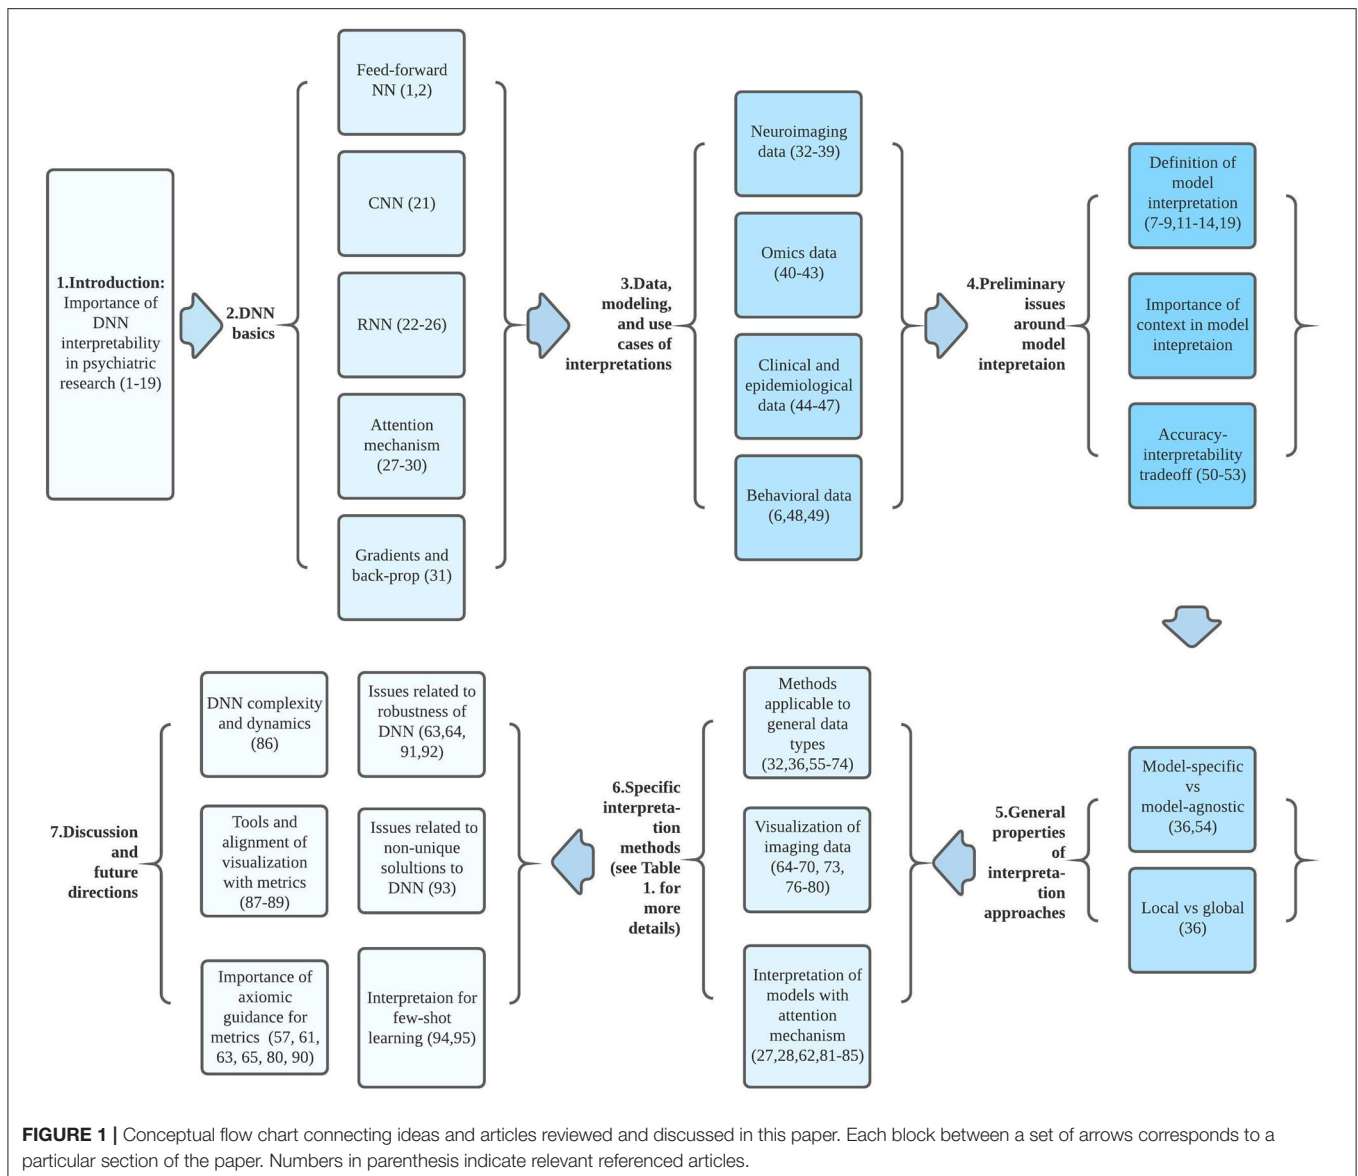 1.Introduction:
Importance of
DNN
interpretability
in psychiatric
research (1-19)
2.DNN
basics
Feed-forward
NN (1,2)
CNN (21)
RNN (22-26)
Attention
mechanism
(27-30)
Gradients and
back-prop (31)
3.Data,
modeling,
and use
cases of
interpretations
Neuroimaging
data (32-39)
Omics data
(40-43)
Clinical and
epidemiological
data (44-47)
Behavioral data
(6,48,49)
4.Preliminary
issues
around
model
intepretaion
Definition of
model
interpretation
(7-9,11-14,19)
Importance of
context in model
intepretaion
Accuracy-
interpretability
tradeoff (50-53)
5.General
properties
of
interpreta-
tion
approaches
Model-specific
vs
model-agnostic
(36,54)
Local vs global
(36)
6.Specific
interpreta-
tion
methods
(see Table
1. for
more
details)
Methods
applicable to
general data
types
(32,36,55-74)
Visualization of
imaging data
(64-70, 73,
76-80)
Interpretation of
models with
attention
mechanism
(27,28,62,81-85)
7.Discussion
and
future
directions
DNN complexity
and dynamics
(86)
Tools and
alignment of
visualization
with metrics
(87-89)
Importance of
axiomic
guidance for
metrics (57, 61,
63, 65, 80, 90)
Issues related to
robustness of
DNN (63,64,
91,92)
Issues related to
non-unique
solultions to
DNN (93)
Interpretaion for
few-shot
learning (94,95)
FIGURE 1 | Conceptual flow chart connecting ideas and articles reviewed and discussed in this paper. Each block between a set of arrows corresponds to a
particular section of the paper. Numbers in parenthesis indicate relevant referenced articles.